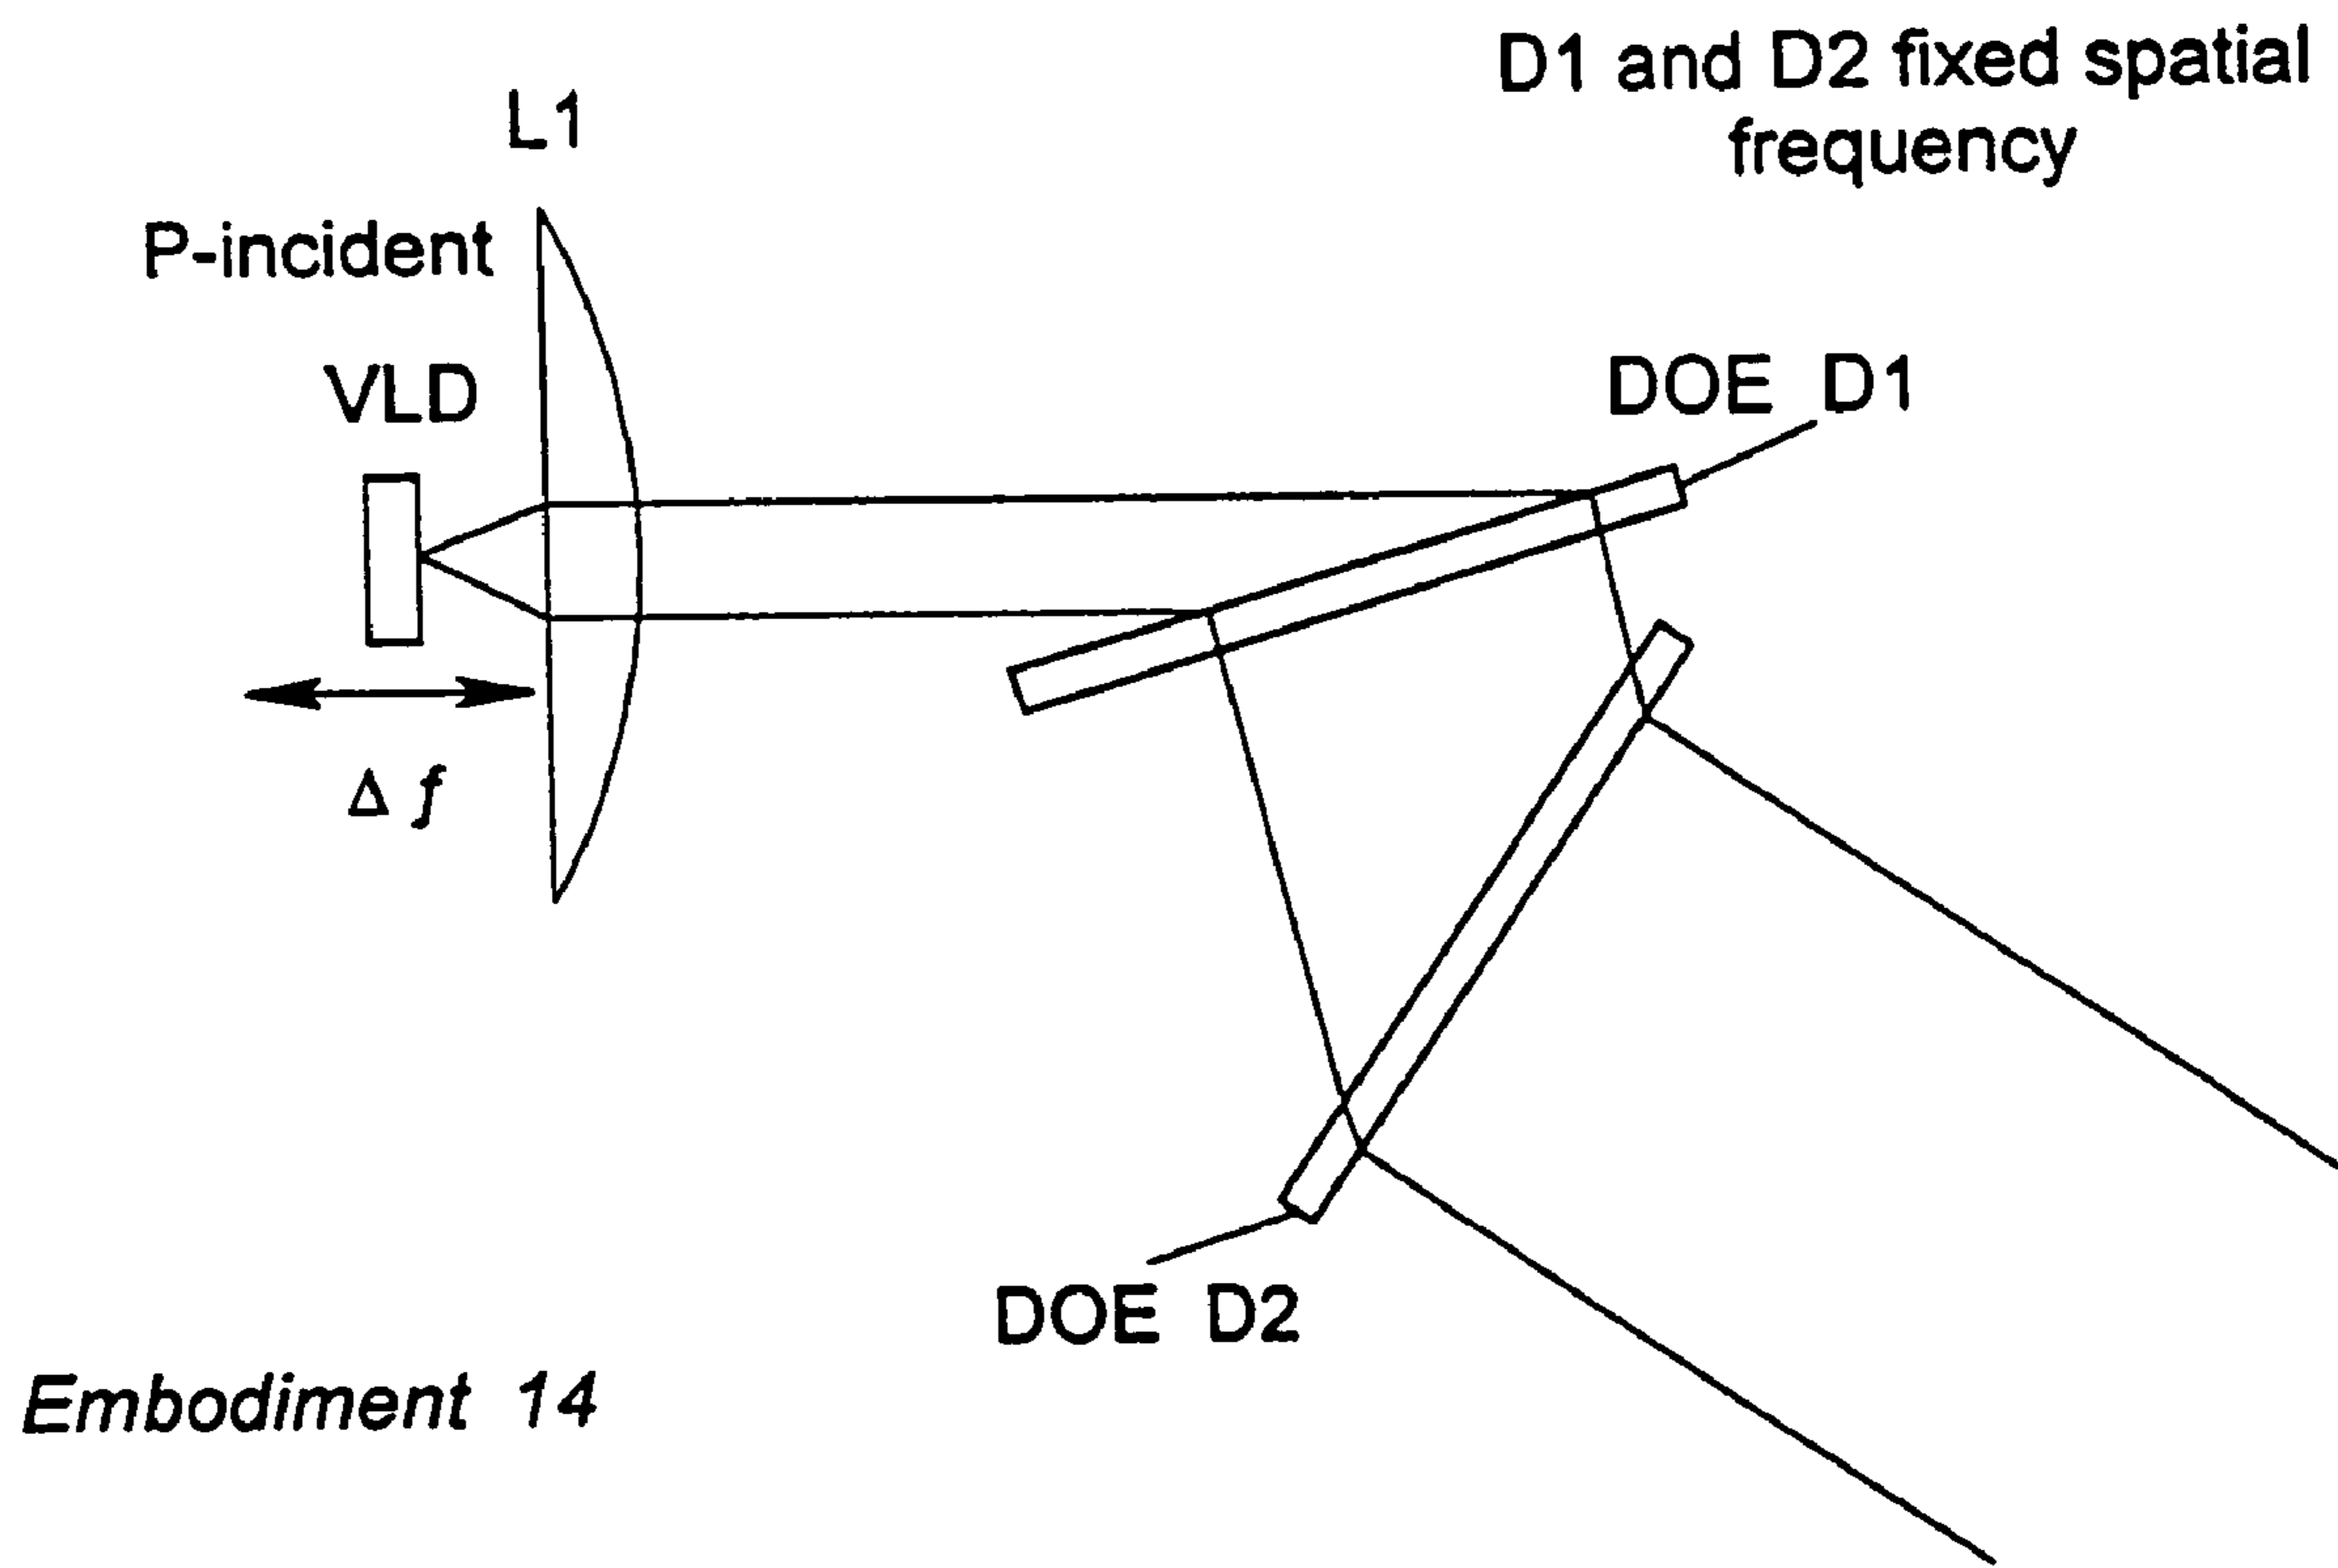 D1 and D2 fixed spatial
frequency
L1
P-incident
VLD
DOE D1
Δ f
DOE D2
Embodiment 14